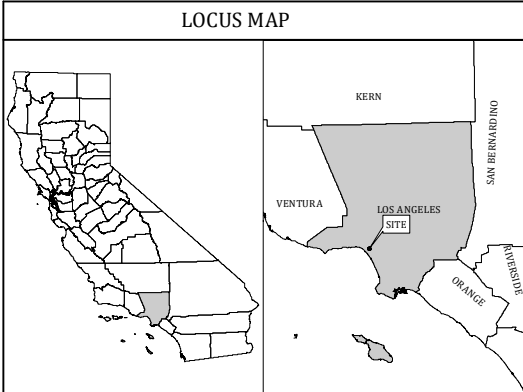 LOCUS MAP
KERN
SAN BERNARDINO
VENTURA
LOS ANGELES
SITE
RIVERSIDE
ORANGE